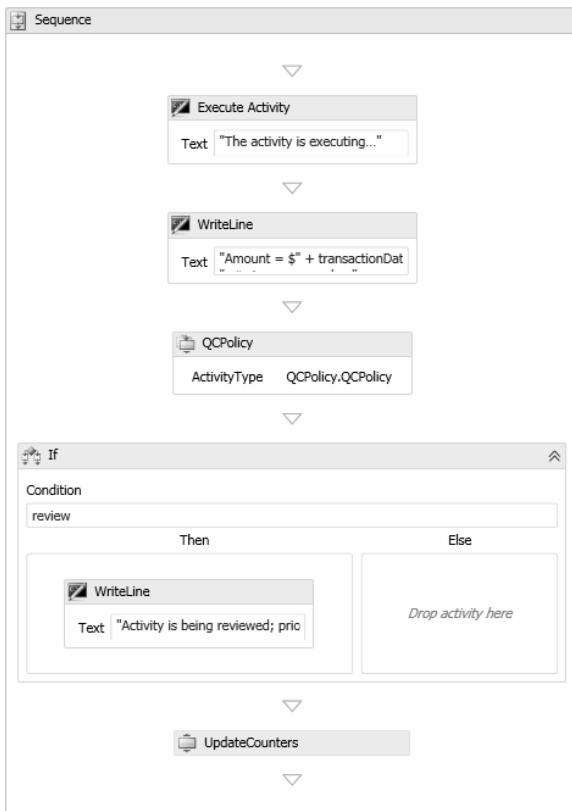 Sequence
Execute Activity
Text "The activity is executing..."
WriteLine
Text "Amount = $" + transactionDat
QCPolicy
ActivityType QCPolicy.QCPolicy
If
Condition
review
Then Else
WriteLine
Text "Activity is being reviewed; pric
Drop activity here
UpdateCounters